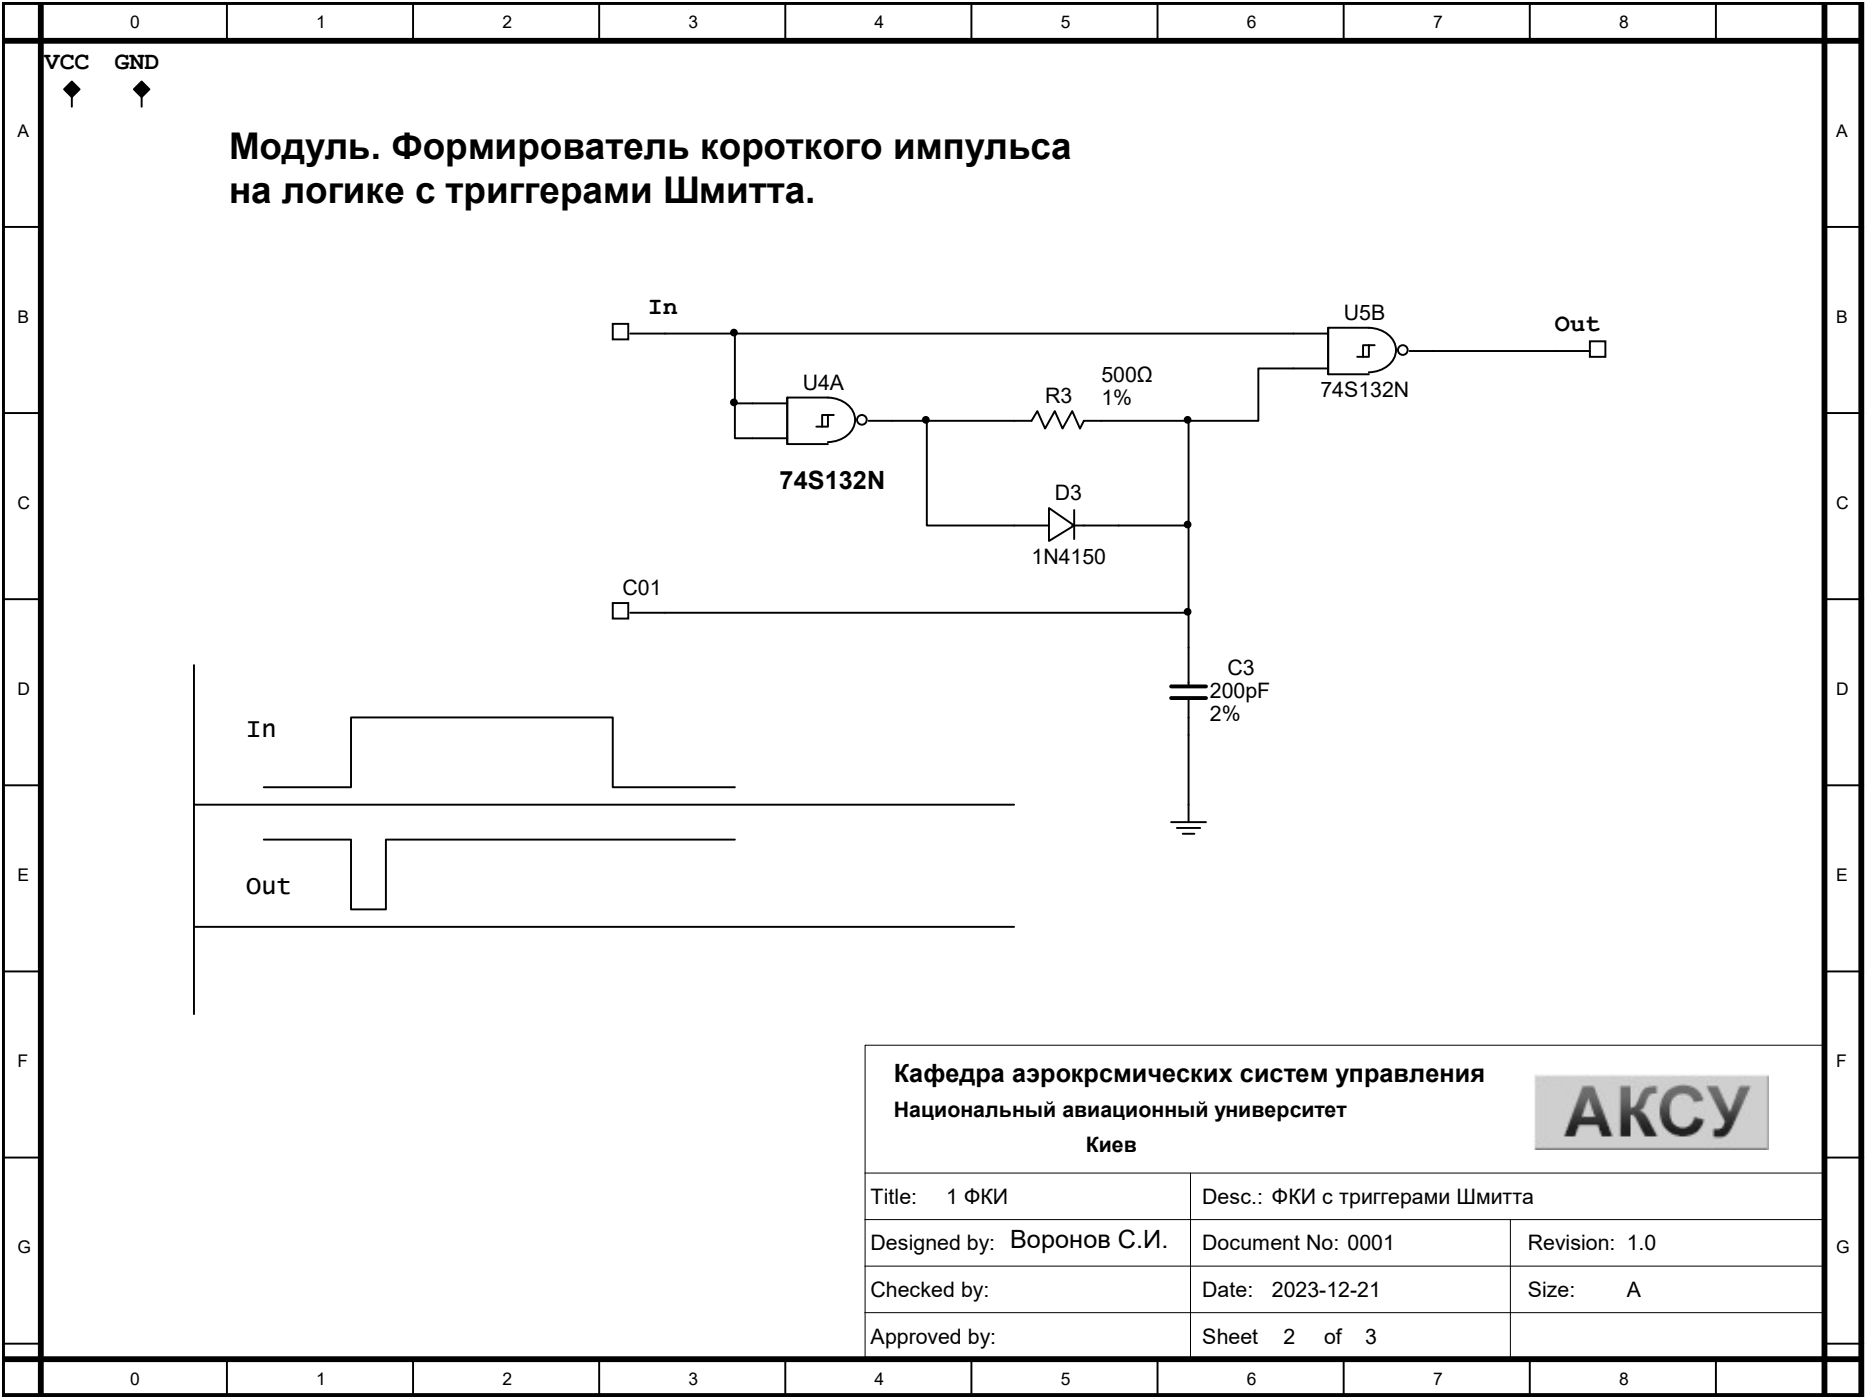 0 1 2 3 4 5 6 7 8
VCC GND
A A
Модуль. Формирователь короткого импульса
на логике с триггерами Шмитта.
B B
In
U5B
Out
74S132N
U4A
500Ω
1%
R3
74S132N
C C
D3
1N4150
C01
D D
C3
200pF
2%
In
E E
Out
F F
Кафедра аэрокрсмических систем управления
Национальный авиационный университет
Киев
АКСУ
Title: 1 ФКИ
Desc.: ФКИ с триггерами Шмитта
G G
Designed by: Воронов С.И.
Document No: 0001
Revision: 1.0
Checked by:
Date: 2023-12-21
Size: A
Approved by:
Sheet 2 of 3
0 1 2 3 4 5 6 7 8